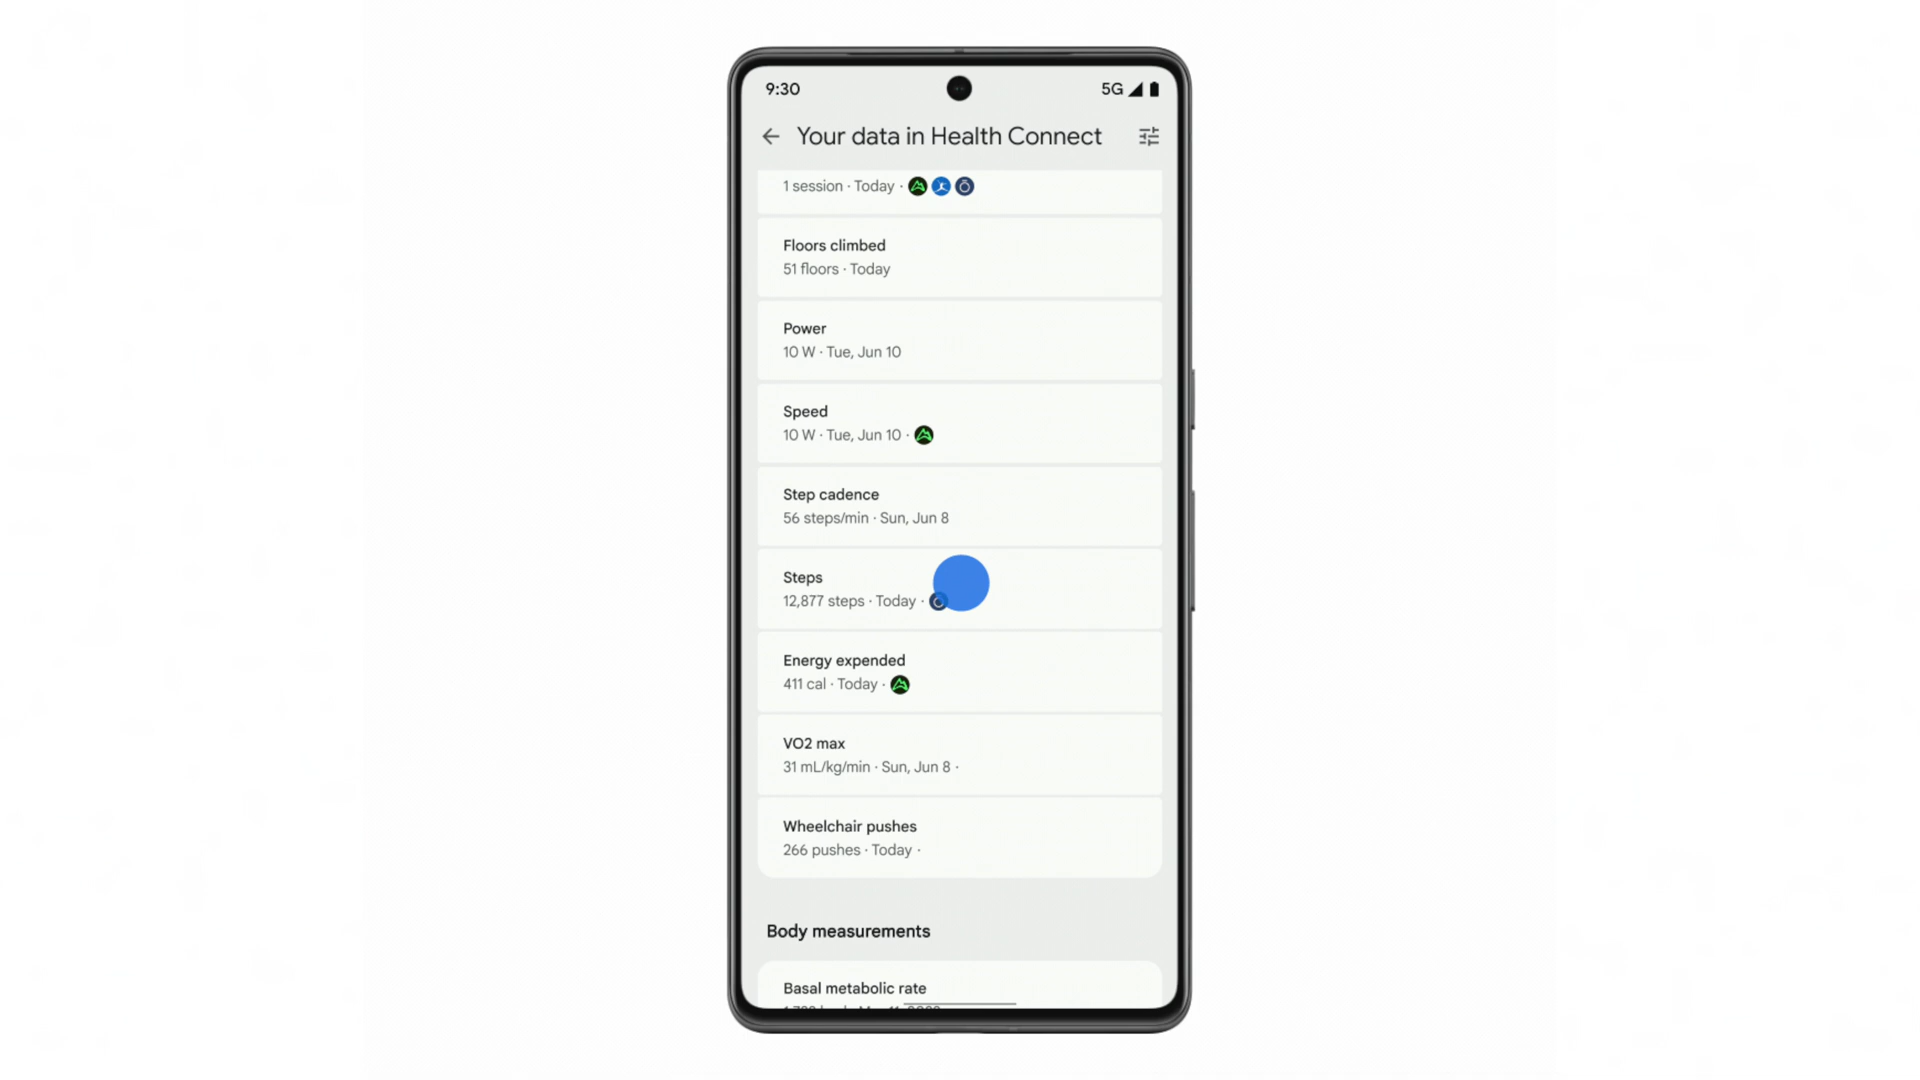 9:30
5G
Your data in Health Connect
1 session · Today ·
Floors climbed
51 floors · Today
Power
10 W · Tue, Jun 10
Speed
10 W · Tue, Jun 10 ·
Step cadence
56 steps/min · Sun, Jun 8
Steps
12,877 steps · Today ·
Energy expended
411 cal · Today ·
VO2 max
31 mL/kg/min · Sun, Jun 8 ·
Wheelchair pushes
266 pushes · Today ·
Body measurements
Basal metabolic rate